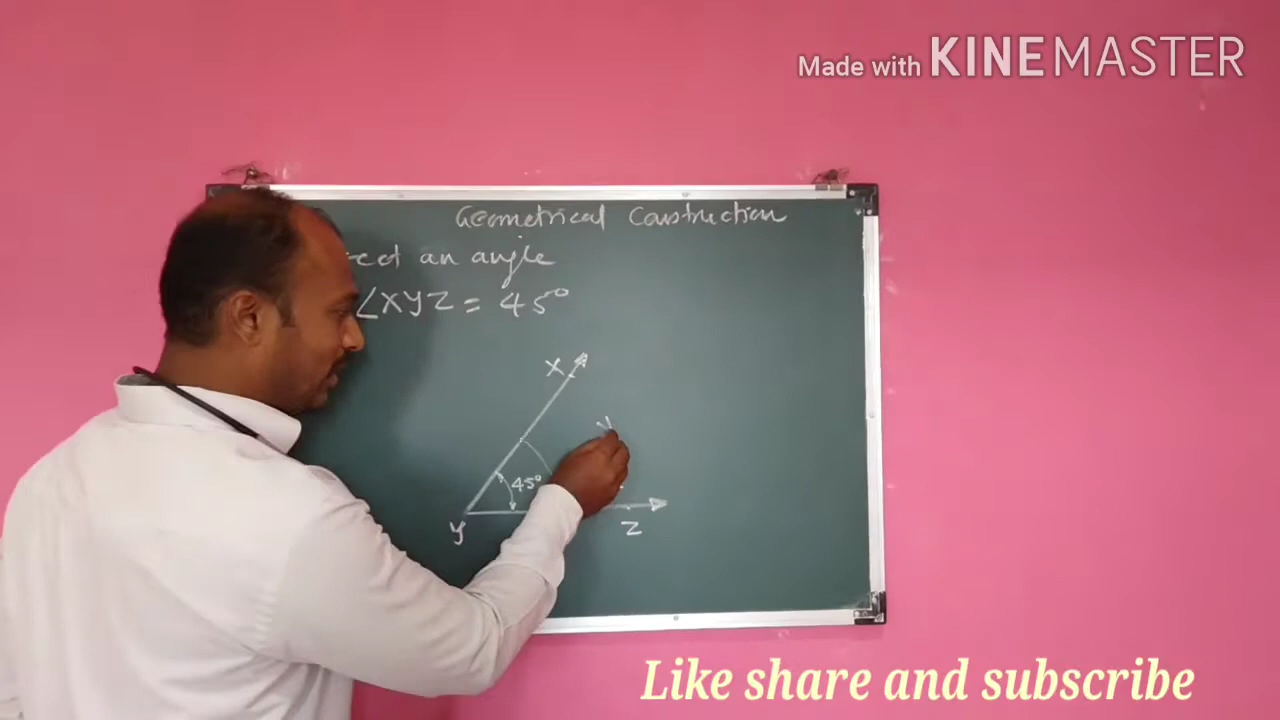 Made with KINEMASTER
Geometrical Construction
an angle
∠XYZ = 45°
X
45°
Y
Z
Like share and subscribe